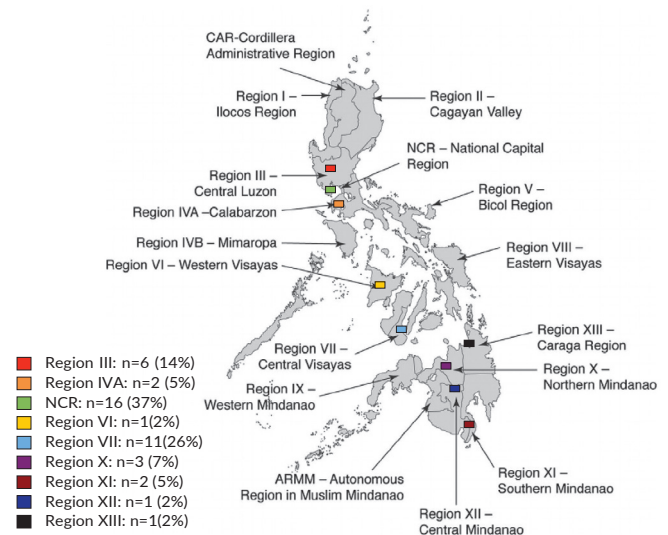 CAR-Cordillera
Administrative Region
Region I –
Ilocos Region
Region II –
Cagayan Valley
NCR – National Capital
Region
Region III –
Central Luzon
Region V –
Bicol Region
Region IVA –Calabarzon
Region IVB – Mimaropa
Region VIII –
Eastern Visayas
Region VI – Western Visayas
Region XIII –
Caraga Region
Region VII –
Central Visayas
Region X –
Northern Mindanao
Region IX –
Western Mindanao
ARMM – Autonomous
Region in Muslim Mindanao
Region XI –
Southern Mindanao
Region XII –
Central Mindanao
Region III: n=6 (14%)
Region IVA: n=2 (5%)
NCR: n=16 (37%)
Region VI: n=1(2%)
Region VII: n=11(26%)
Region X: n=3 (7%)
Region XI: n=2 (5%)
Region XII: n=1 (2%)
Region XIII: n=1(2%)